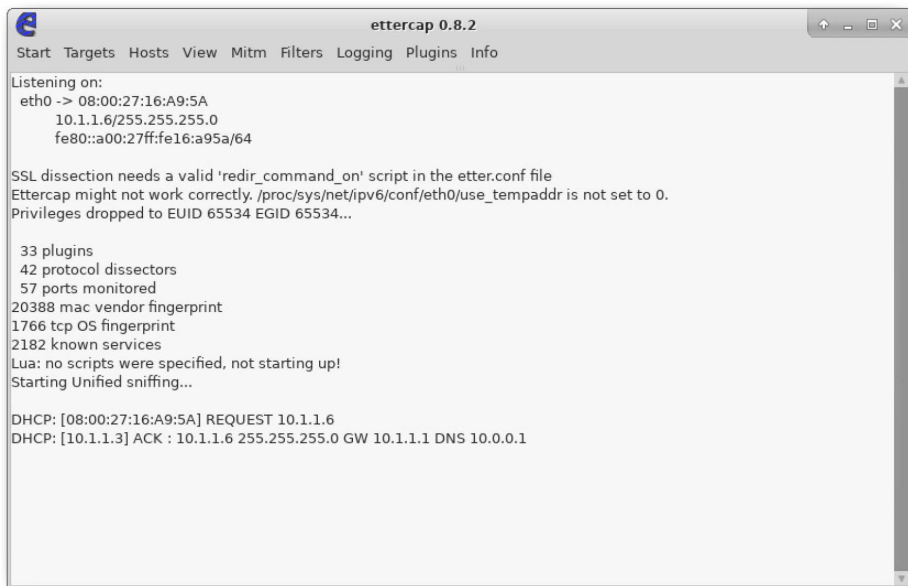 ettercap 0.8.2
Start Targets Hosts View Mitm Filters Logging Plugins Info
Listening on:
eth0 -> 08:00:27:16:A9:5A
10.1.1.6/255.255.255.0
fe80::a00:27ff:fe16:a95a/64
SSL dissection needs a valid 'redir_command_on' script in the etter.conf file
Ettercap might not work correctly. /proc/sys/net/ipv6/conf/eth0/use_tempaddr is not set to 0.
Privileges dropped to EUID 65534 EGID 65534...
33 plugins
42 protocol dissectors
57 ports monitored
20388 mac vendor fingerprint
1766 tcp OS fingerprint
2182 known services
Lua: no scripts were specified, not starting up!
Starting Unified sniffing...
DHCP: [08:00:27:16:A9:5A] REQUEST 10.1.1.6
DHCP: [10.1.1.3] ACK : 10.1.1.6 255.255.255.0 GW 10.1.1.1 DNS 10.0.0.1